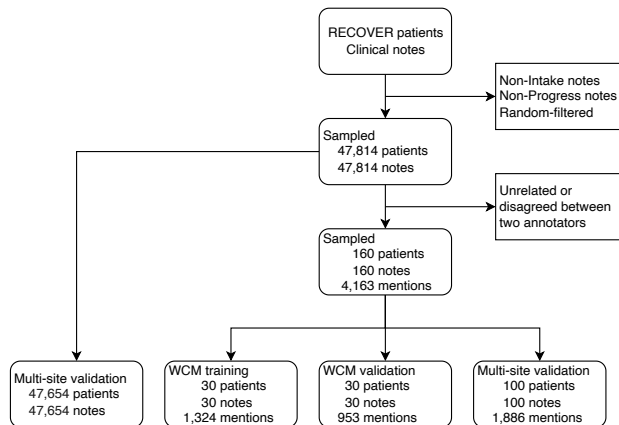 RECOVER patients
Clinical notes
Non-Intake notes
Non-Progress notes
Random-filtered
Sampled
47,814 patients
47,814 notes
Unrelated or
disagreed between
two annotators
Sampled
160 patients
160 notes
4,163 mentions
Multi-site validation
47,654 patients
47,654 notes
WCM training
30 patients
30 notes
1,324 mentions
WCM validation
30 patients
30 notes
953 mentions
Multi-site validation
100 patients
100 notes
1,886 mentions